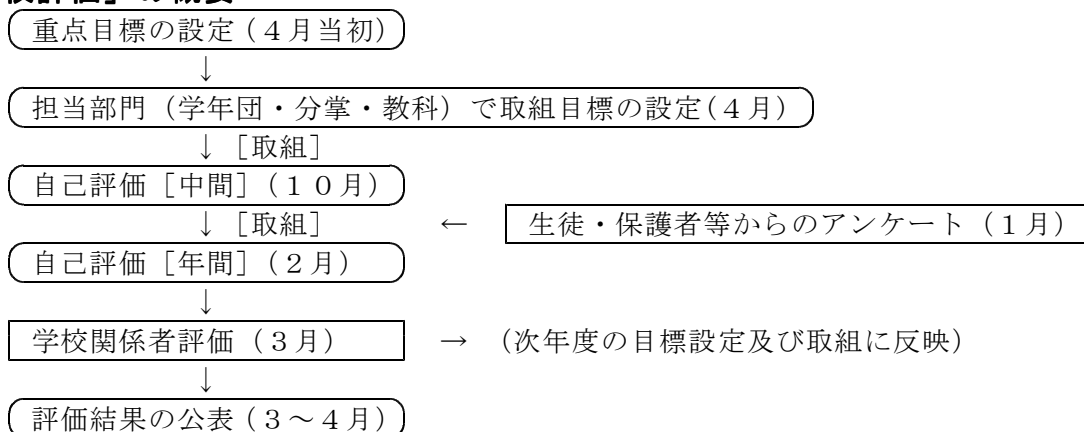 重点目標の設定（４月当初）
↓
担当部門（学年団・分掌・教科）で取組目標の設定（４月）
↓［取組］
自己評価［中間］（１０月）
↓［取組］ ← 生徒・保護者等からのアンケート（１月）
自己評価［年間］（２月）
↓
学校関係者評価（３月） → （次年度の目標設定及び取組に反映）
↓
評価結果の公表（３～４月）